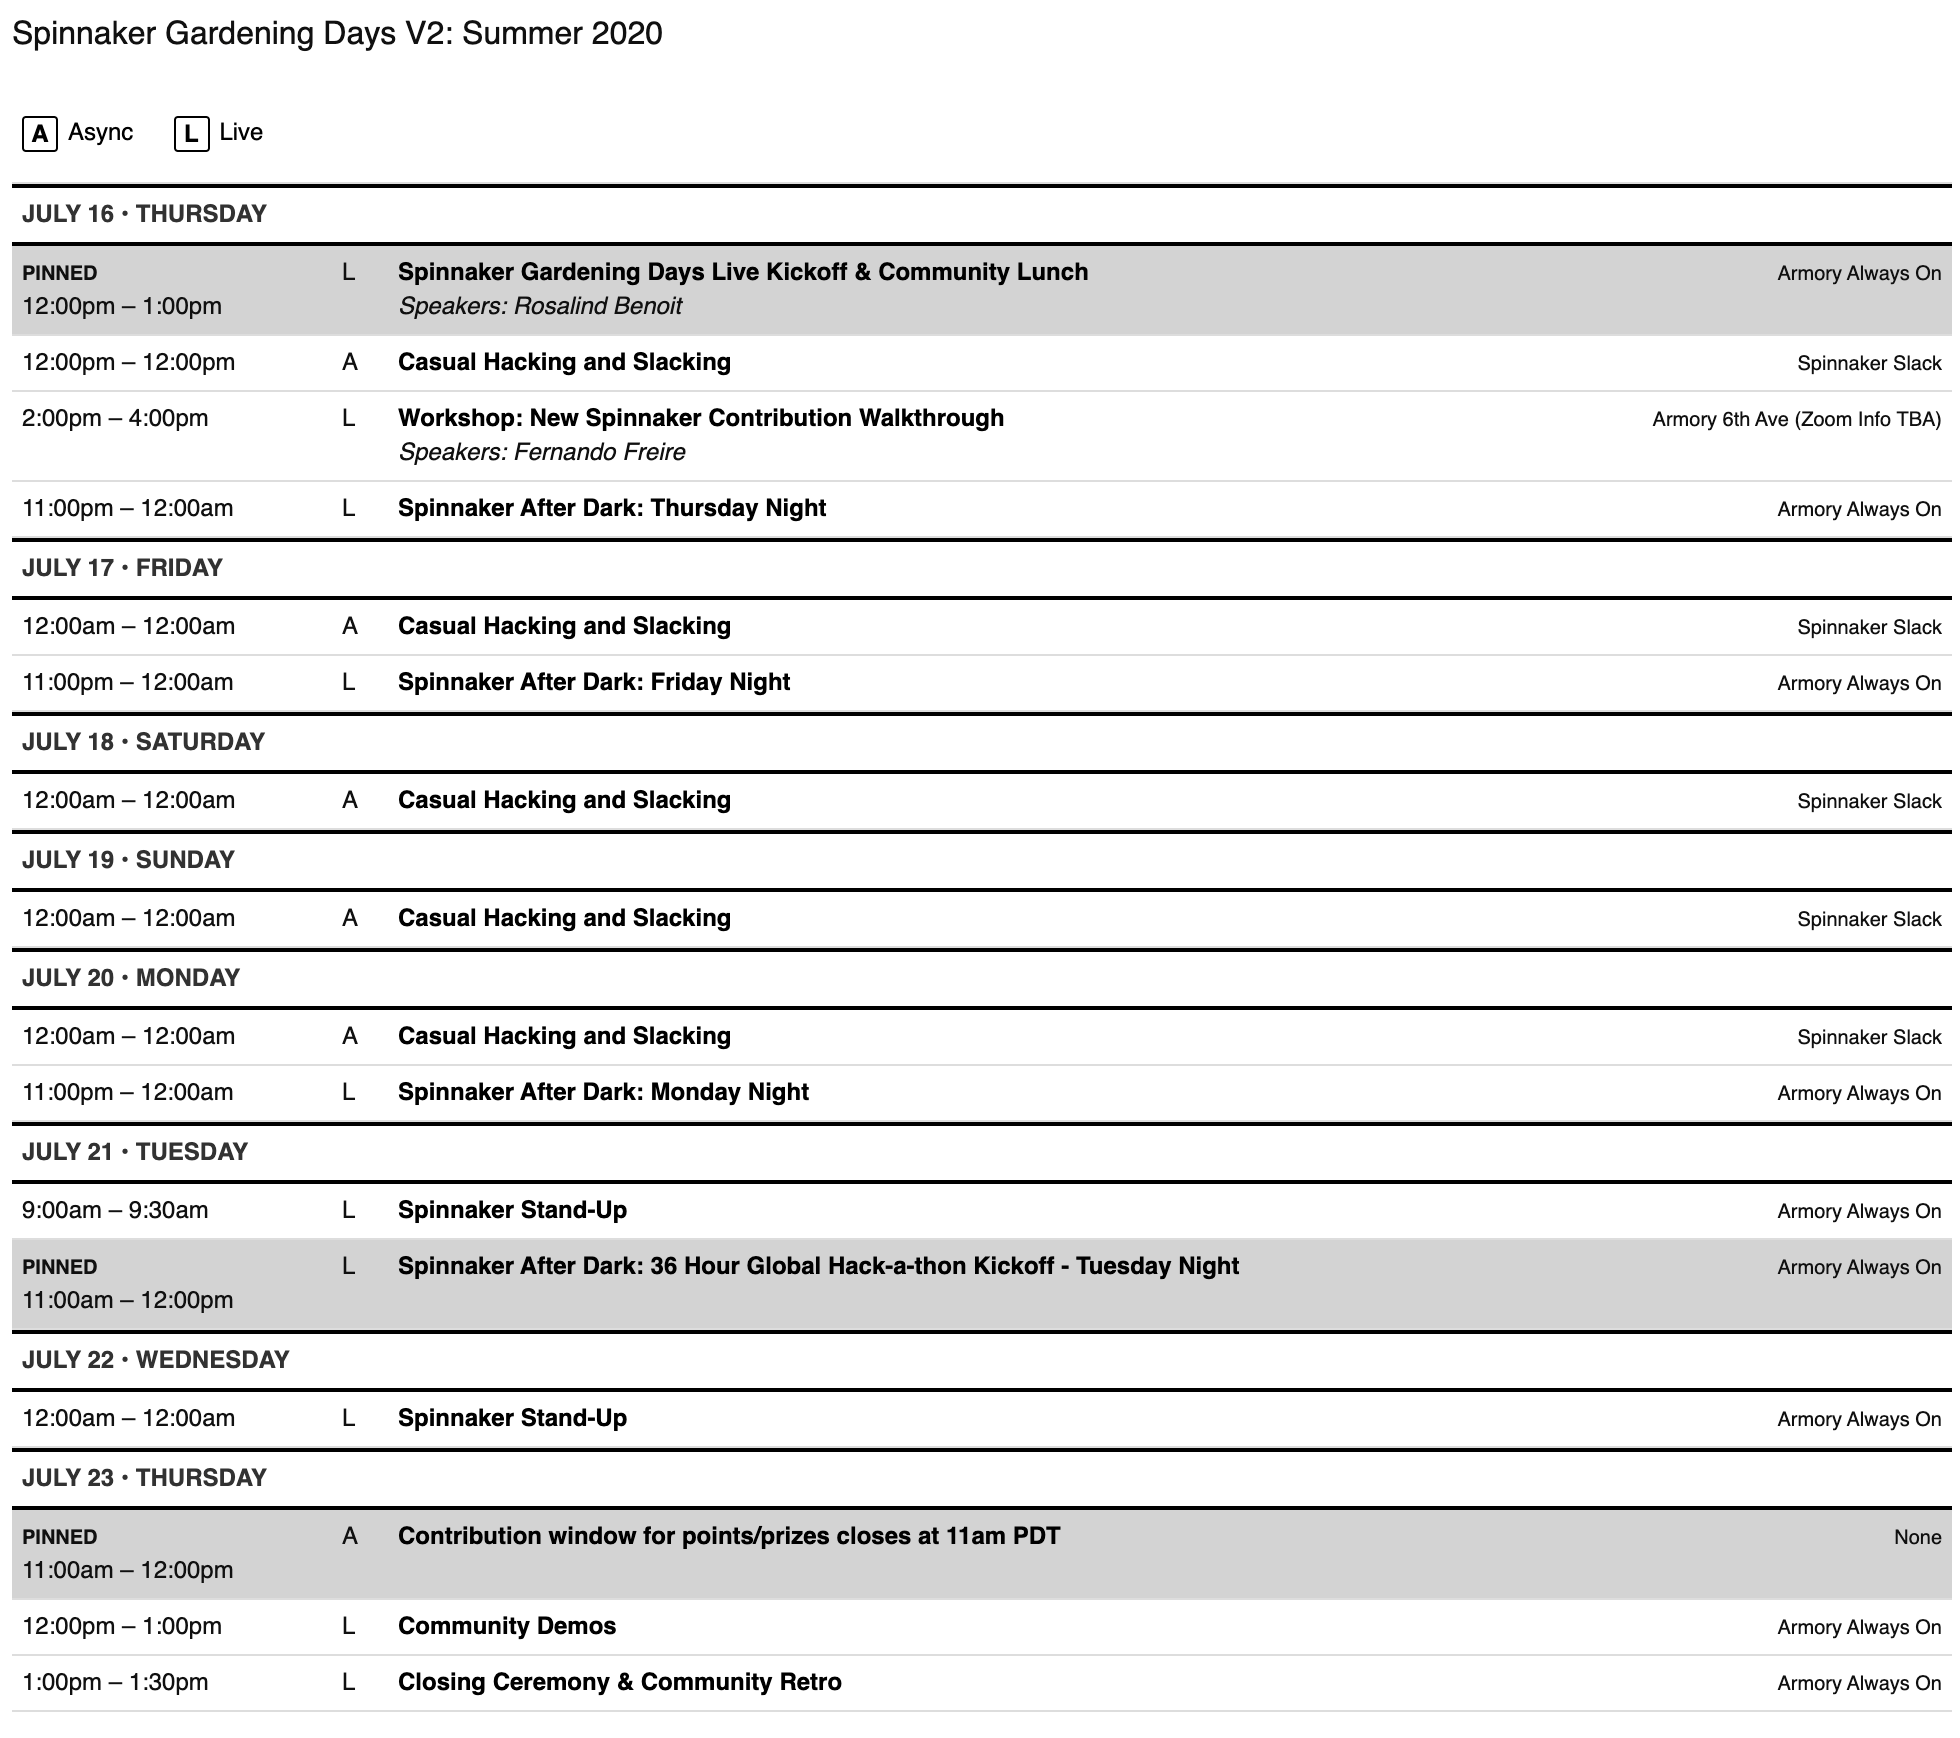 Spinnaker Gardening Days V2: Summer 2020
A Async L Live
JULY 16 • THURSDAY
PINNED L Spinnaker Gardening Days Live Kickoff & Community Lunch Armory Always On
12:00pm – 1:00pm Speakers: Rosalind Benoit
12:00pm – 12:00pm A Casual Hacking and Slacking Spinnaker Slack
2:00pm – 4:00pm L Workshop: New Spinnaker Contribution Walkthrough Armory 6th Ave (Zoom Info TBA)
Speakers: Fernando Freire
11:00pm – 12:00am L Spinnaker After Dark: Thursday Night Armory Always On
JULY 17 • FRIDAY
12:00am – 12:00am A Casual Hacking and Slacking Spinnaker Slack
11:00pm – 12:00am L Spinnaker After Dark: Friday Night Armory Always On
JULY 18 • SATURDAY
12:00am – 12:00am A Casual Hacking and Slacking Spinnaker Slack
JULY 19 • SUNDAY
12:00am – 12:00am A Casual Hacking and Slacking Spinnaker Slack
JULY 20 • MONDAY
12:00am – 12:00am A Casual Hacking and Slacking Spinnaker Slack
11:00pm – 12:00am L Spinnaker After Dark: Monday Night Armory Always On
JULY 21 • TUESDAY
9:00am – 9:30am L Spinnaker Stand-Up Armory Always On
PINNED L Spinnaker After Dark: 36 Hour Global Hack-a-thon Kickoff - Tuesday Night Armory Always On
11:00am – 12:00pm
JULY 22 • WEDNESDAY
12:00am – 12:00am L Spinnaker Stand-Up Armory Always On
JULY 23 • THURSDAY
PINNED A Contribution window for points/prizes closes at 11am PDT None
11:00am – 12:00pm
12:00pm – 1:00pm L Community Demos Armory Always On
1:00pm – 1:30pm L Closing Ceremony & Community Retro Armory Always On